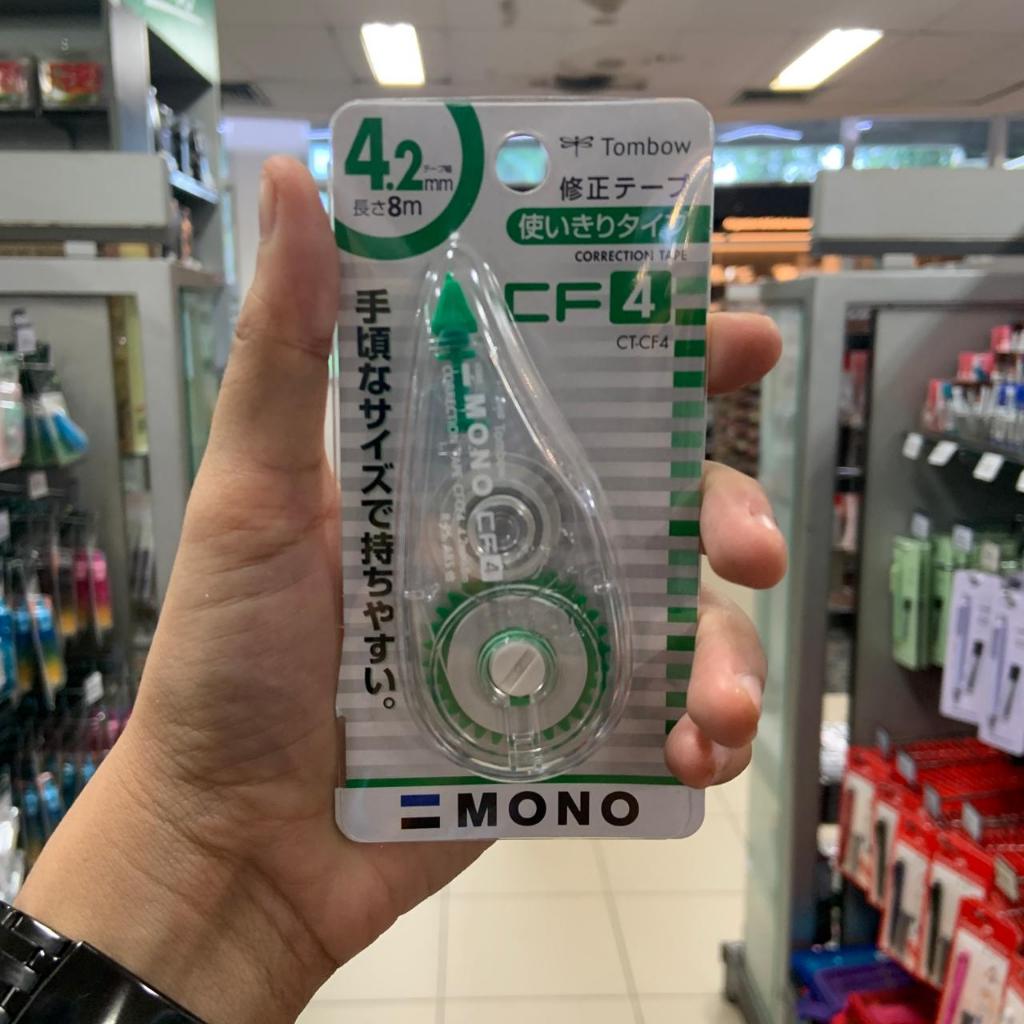 4.2mm
テープ幅
長さ8m
Tombow
修正テープ
使いきりタイプ
CORRECTION TAPE
CF4
CT-CF4
手頃なサイズで持ちやすい。
MONO CF4
CORRECTION TAPE
MONO